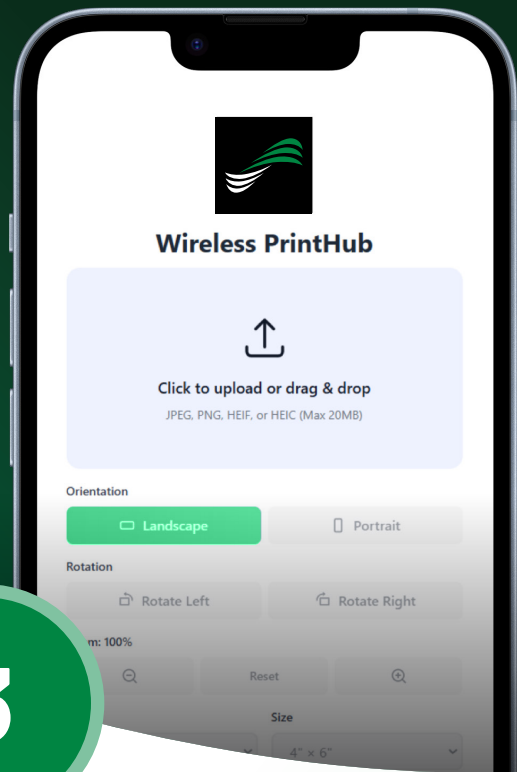 Wireless PrintHub
Click to upload or drag & drop
JPEG, PNG, HEIF, or HEIC (Max 20MB)
Orientation
Landscape
Portrait
Rotation
Rotate Left
Rotate Right
100%
Reset
Size
4" × 6"